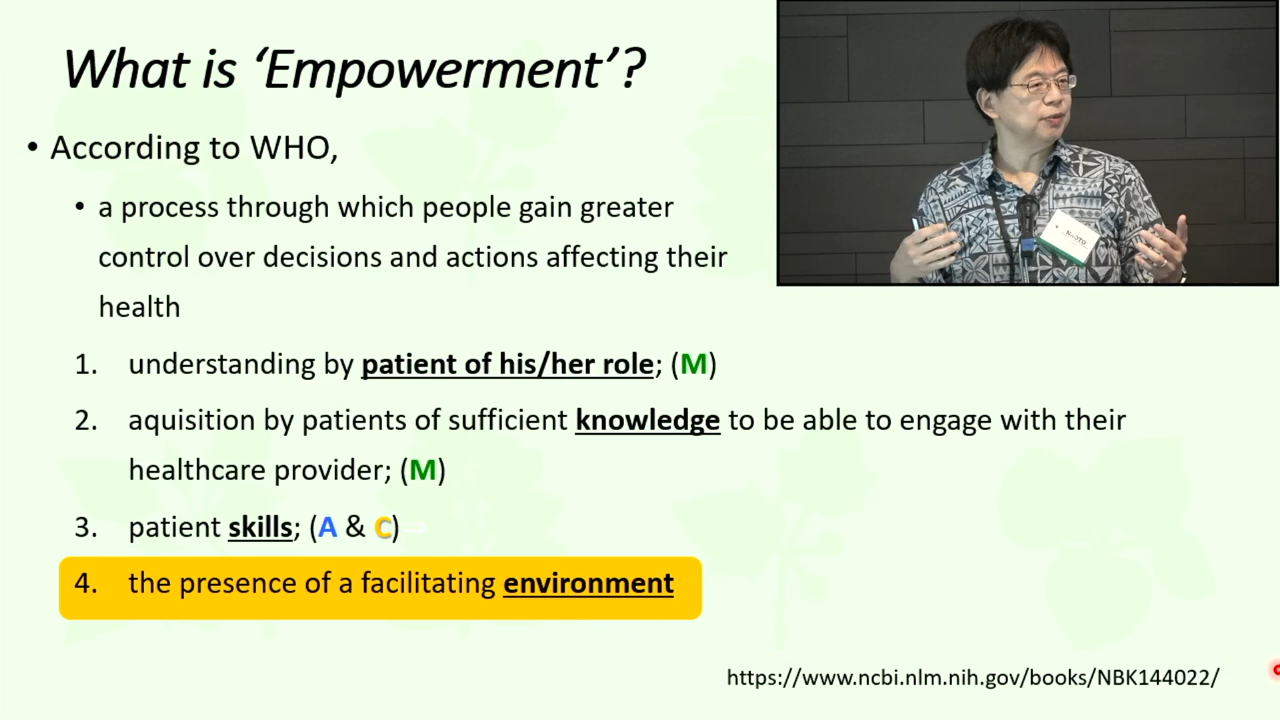 What is ‘Empowerment’?
• According to WHO,
• a process through which people gain greater
control over decisions and actions affecting their
health
1. understanding by patient of his/her role; (M)
2. aquisition by patients of sufficient knowledge to be able to engage with their
healthcare provider; (M)
3. patient skills; (A & C)
4. the presence of a facilitating environment
https://www.ncbi.nlm.nih.gov/books/NBK144022/